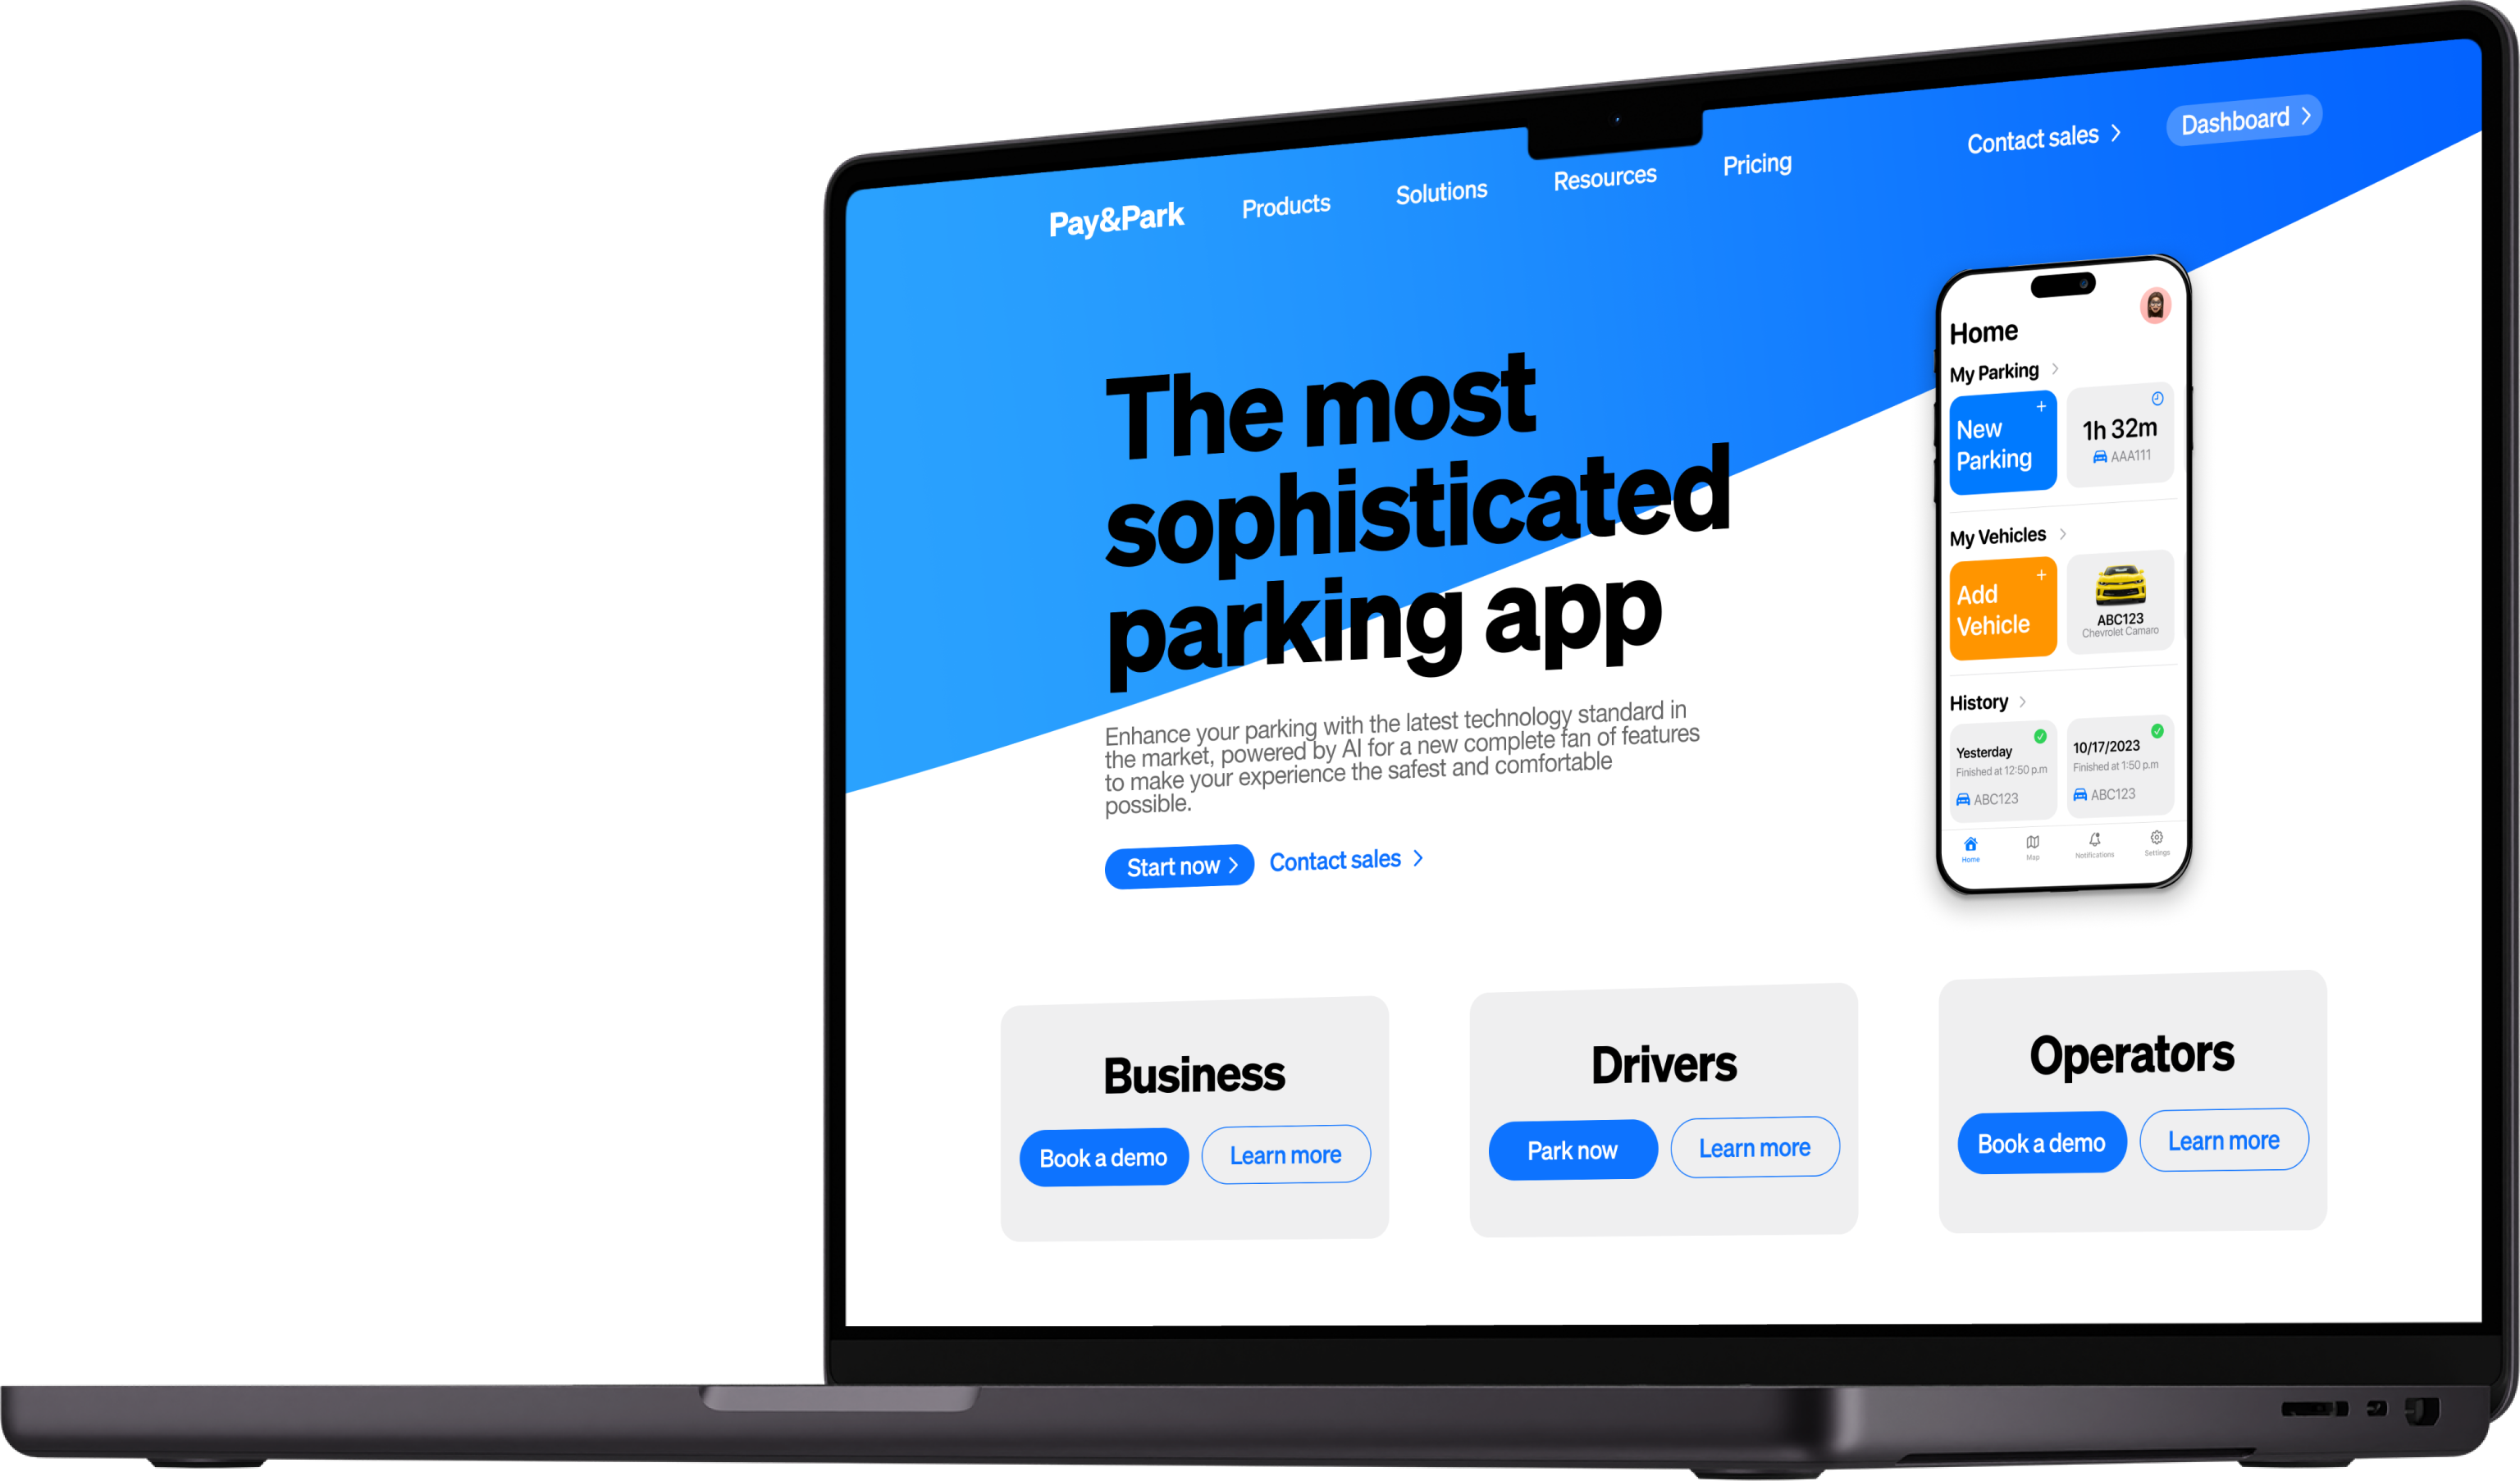 Pay&Park
Products
Solutions
Resources
Pricing
Contact sales
Dashboard
The most
sophisticated
parking app
Enhance your parking with the latest technology standard in
the market, powered by AI for a new complete fan of features
to make your experience the safest and comfortable
possible.
Start now
Contact sales
Home
My Parking
New
Parking
1h 32m
AAA111
My Vehicles
Add
Vehicle
ABC123
Chevrolet Camaro
History
Yesterday
Finished at 12:50 p.m
ABC123
10/17/2023
Finished at 1:50 p.m
ABC123
Home
Map
Notifications
Settings
Business
Book a demo
Learn more
Drivers
Park now
Learn more
Operators
Book a demo
Learn more